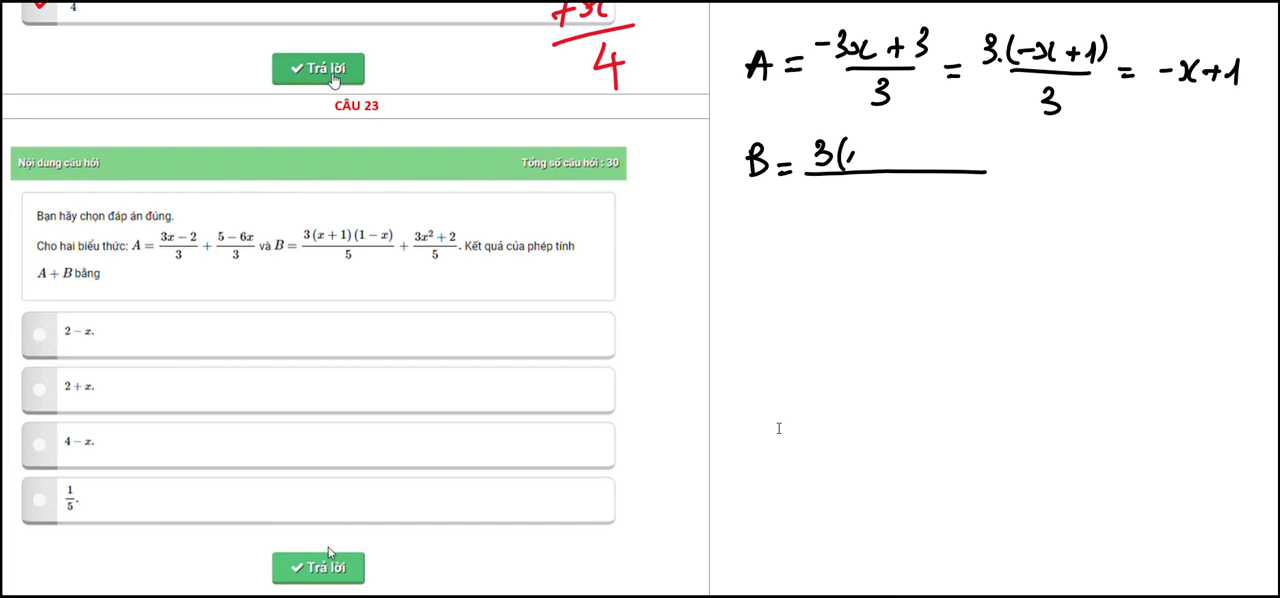 4
+3x
4
✔ Trả lời
CÂU 23
Nội dung câu hỏi
Tổng số câu hỏi : 30
Bạn hãy chọn đáp án đúng.
Cho hai biểu thức: A = (3x − 2)/3 + (5 − 6x)/3 và B = 3(x + 1)(1 − x)/5 + (3x² + 2)/5. Kết quả của phép tính
A + B bằng
2 − x.
2 + x.
4 − x.
1/5.
✔ Trả lời
A = (-3x + 3)/3 = 3.(-x + 1)/3 = -x + 1
B = 3(